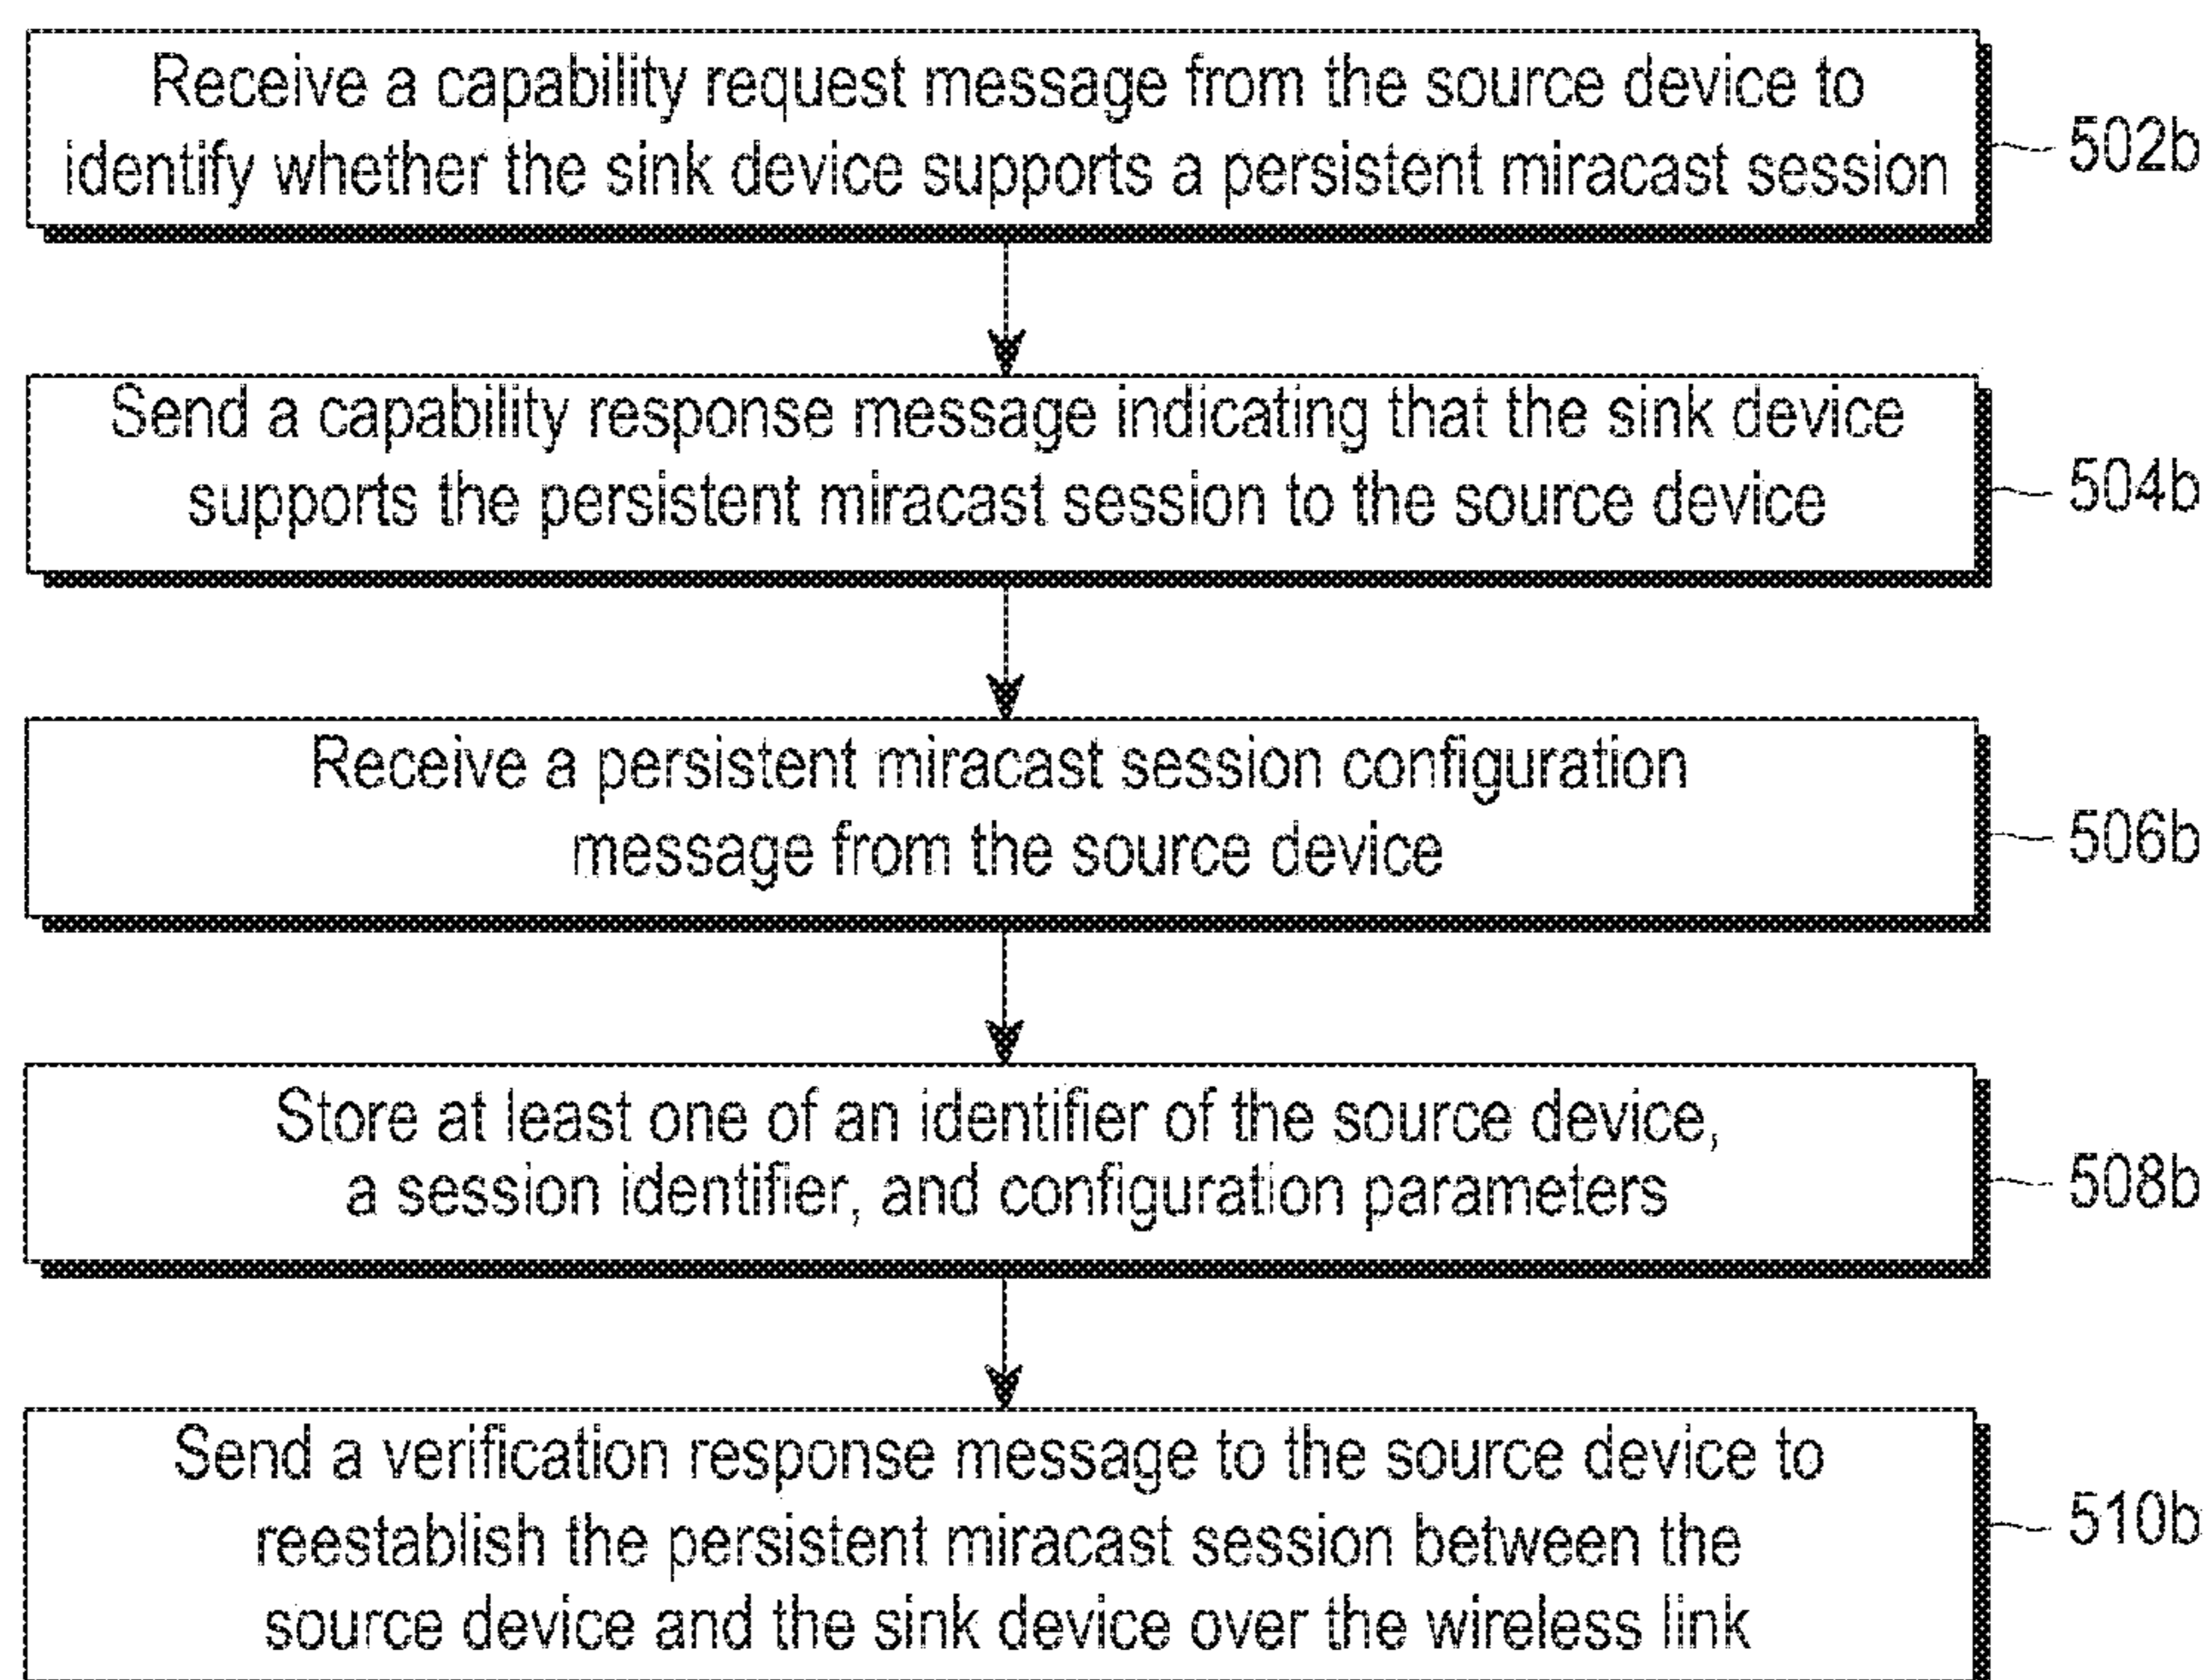 Receive a capability request message from the source device to
identify whether the sink device supports a persistent miracast session
502b
Send a capability response message indicating that the sink device
supports the persistent miracast session to the source device
504b
Receive a persistent miracast session configuration
message from the source device
506b
Store at least one of an identifier of the source device,
a session identifier, and configuration parameters
508b
Send a verification response message to the source device to
reestablish the persistent miracast session between the
source device and the sink device over the wireless link
510b